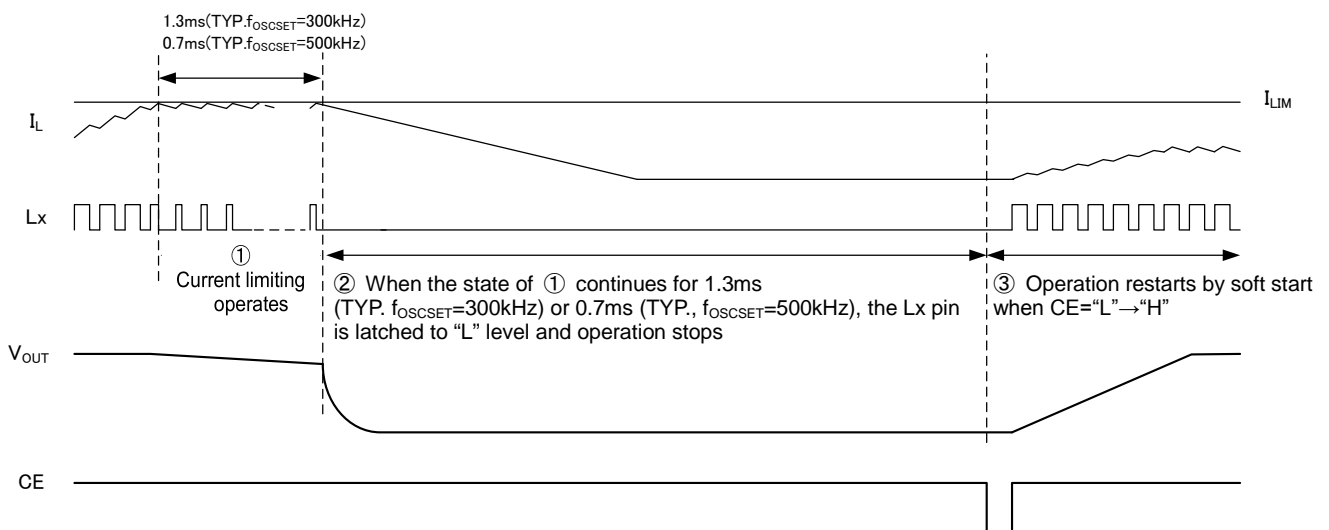 1.3ms(TYP.fOSCSET=300kHz)
0.7ms(TYP.fOSCSET=500kHz)
IL
ILIM
Lx
①
Current limiting
operates
② When the state of ① continues for 1.3ms
(TYP. fOSCSET=300kHz) or 0.7ms (TYP., fOSCSET=500kHz), the Lx pin
is latched to “L” level and operation stops
③ Operation restarts by soft start
when CE=“L”→“H”
VOUT
CE